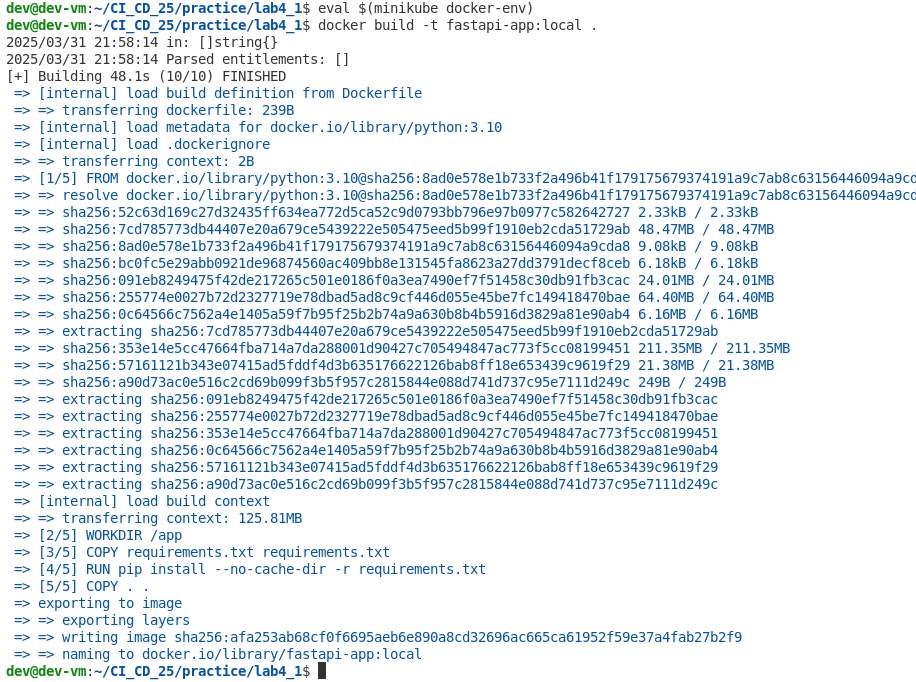 dev@dev-vm:~/CI_CD_25/practice/lab4_1$ eval $(minikube docker-env)
dev@dev-vm:~/CI_CD_25/practice/lab4_1$ docker build -t fastapi-app:local .
2025/03/31 21:58:14 in: []string{}
2025/03/31 21:58:14 Parsed entitlements: []
[+] Building 48.1s (10/10) FINISHED
=> [internal] load build definition from Dockerfile
=> => transferring dockerfile: 239B
=> [internal] load metadata for docker.io/library/python:3.10
=> [internal] load .dockerignore
=> => transferring context: 2B
=> [1/5] FROM docker.io/library/python:3.10@sha256:8ad0e578e1b733f2a496b41f179175679374191a9c7ab8c63156446094a9cd
=> => resolve docker.io/library/python:3.10@sha256:8ad0e578e1b733f2a496b41f179175679374191a9c7ab8c63156446094a9cd
=> => sha256:52c63d169c27d32435ff634ea772d5ca52c9d0793bb796e97b0977c582642727 2.33kB / 2.33kB
=> => sha256:7cd785773db44407e20a679ce5439222e505475eed5b99f1910eb2cda51729ab 48.47MB / 48.47MB
=> => sha256:8ad0e578e1b733f2a496b41f179175679374191a9c7ab8c63156446094a9cda8 9.08kB / 9.08kB
=> => sha256:bc0fc5e29abb0921de96874560ac409bb8e131545fa8623a27dd3791decf8ceb 6.18kB / 6.18kB
=> => sha256:091eb8249475f42de217265c501e0186f0a3ea7490ef7f51458c30db91fb3cac 24.01MB / 24.01MB
=> => sha256:255774e0027b72d2327719e78dbad5ad8c9cf446d055e45be7fc149418470bae 64.40MB / 64.40MB
=> => sha256:0c64566c7562a4e1405a59f7b95f25b2b74a9a630b8b4b5916d3829a81e90ab4 6.16MB / 6.16MB
=> => extracting sha256:7cd785773db44407e20a679ce5439222e505475eed5b99f1910eb2cda51729ab
=> => sha256:353e14e5cc47664fba714a7da288001d90427c705494847ac773f5cc08199451 211.35MB / 211.35MB
=> => sha256:57161121b343e07415ad5fddf4d3b635176622126bab8ff18e653439c9619f29 21.38MB / 21.38MB
=> => sha256:a90d73ac0e516c2cd69b099f3b5f957c2815844e088d741d737c95e7111d249c 249B / 249B
=> => extracting sha256:091eb8249475f42de217265c501e0186f0a3ea7490ef7f51458c30db91fb3cac
=> => extracting sha256:255774e0027b72d2327719e78dbad5ad8c9cf446d055e45be7fc149418470bae
=> => extracting sha256:353e14e5cc47664fba714a7da288001d90427c705494847ac773f5cc08199451
=> => extracting sha256:0c64566c7562a4e1405a59f7b95f25b2b74a9a630b8b4b5916d3829a81e90ab4
=> => extracting sha256:57161121b343e07415ad5fddf4d3b635176622126bab8ff18e653439c9619f29
=> => extracting sha256:a90d73ac0e516c2cd69b099f3b5f957c2815844e088d741d737c95e7111d249c
=> [internal] load build context
=> => transferring context: 125.81MB
=> [2/5] WORKDIR /app
=> [3/5] COPY requirements.txt requirements.txt
=> [4/5] RUN pip install --no-cache-dir -r requirements.txt
=> [5/5] COPY . .
=> exporting to image
=> => exporting layers
=> => writing image sha256:afa253ab68cf0f6695aeb6e890a8cd32696ac665ca61952f59e37a4fab27b2f9
=> => naming to docker.io/library/fastapi-app:local
dev@dev-vm:~/CI_CD_25/practice/lab4_1$